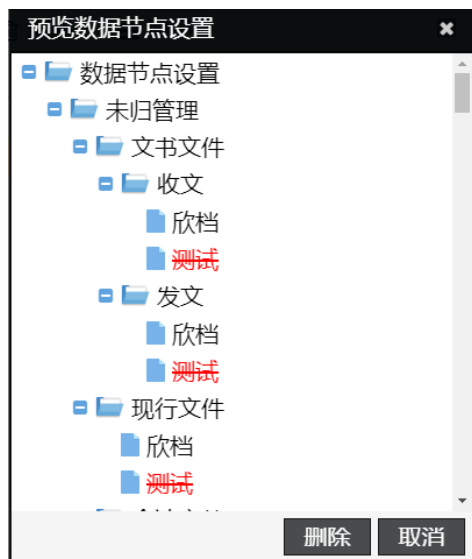 预览数据节点设置
数据节点设置
未归管理
文书文件
收文
欣档
测试
发文
欣档
测试
现行文件
欣档
测试
删除 取消